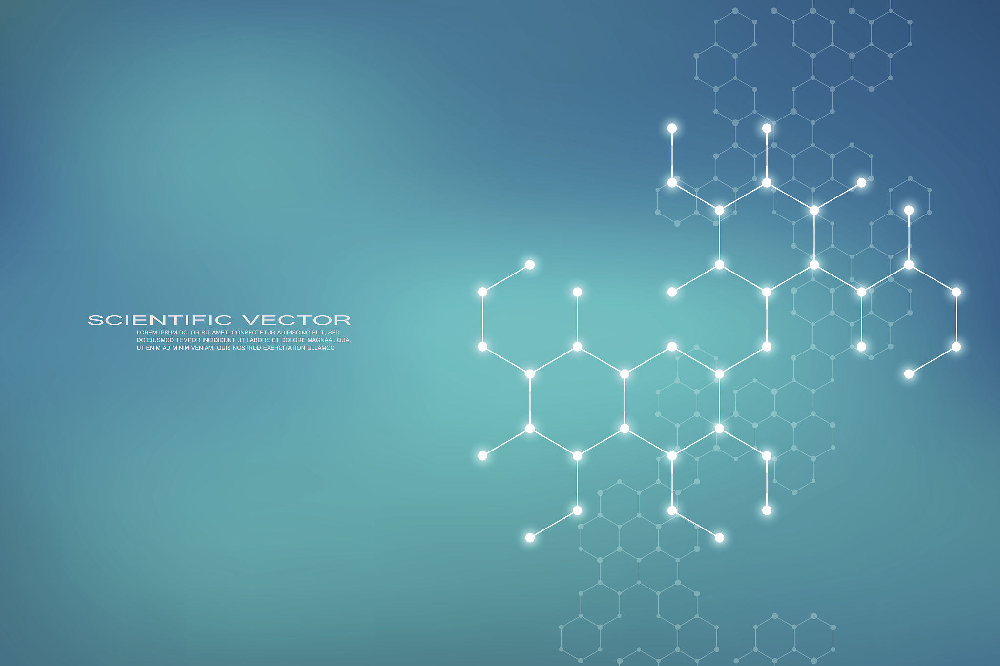 SCIENTIFIC VECTOR
LOREM IPSUM DOLOR SIT AMET, CONSECTETUR ADIPISCING ELIT, SED
DO EIUSMOD TEMPOR INCIDIDUNT UT LABORE ET DOLORE MAGNAALIQUA.
UT ENIM AD MINIM VENIAM, QUIS NOSTRUD EXERCITATION ULLAMCO